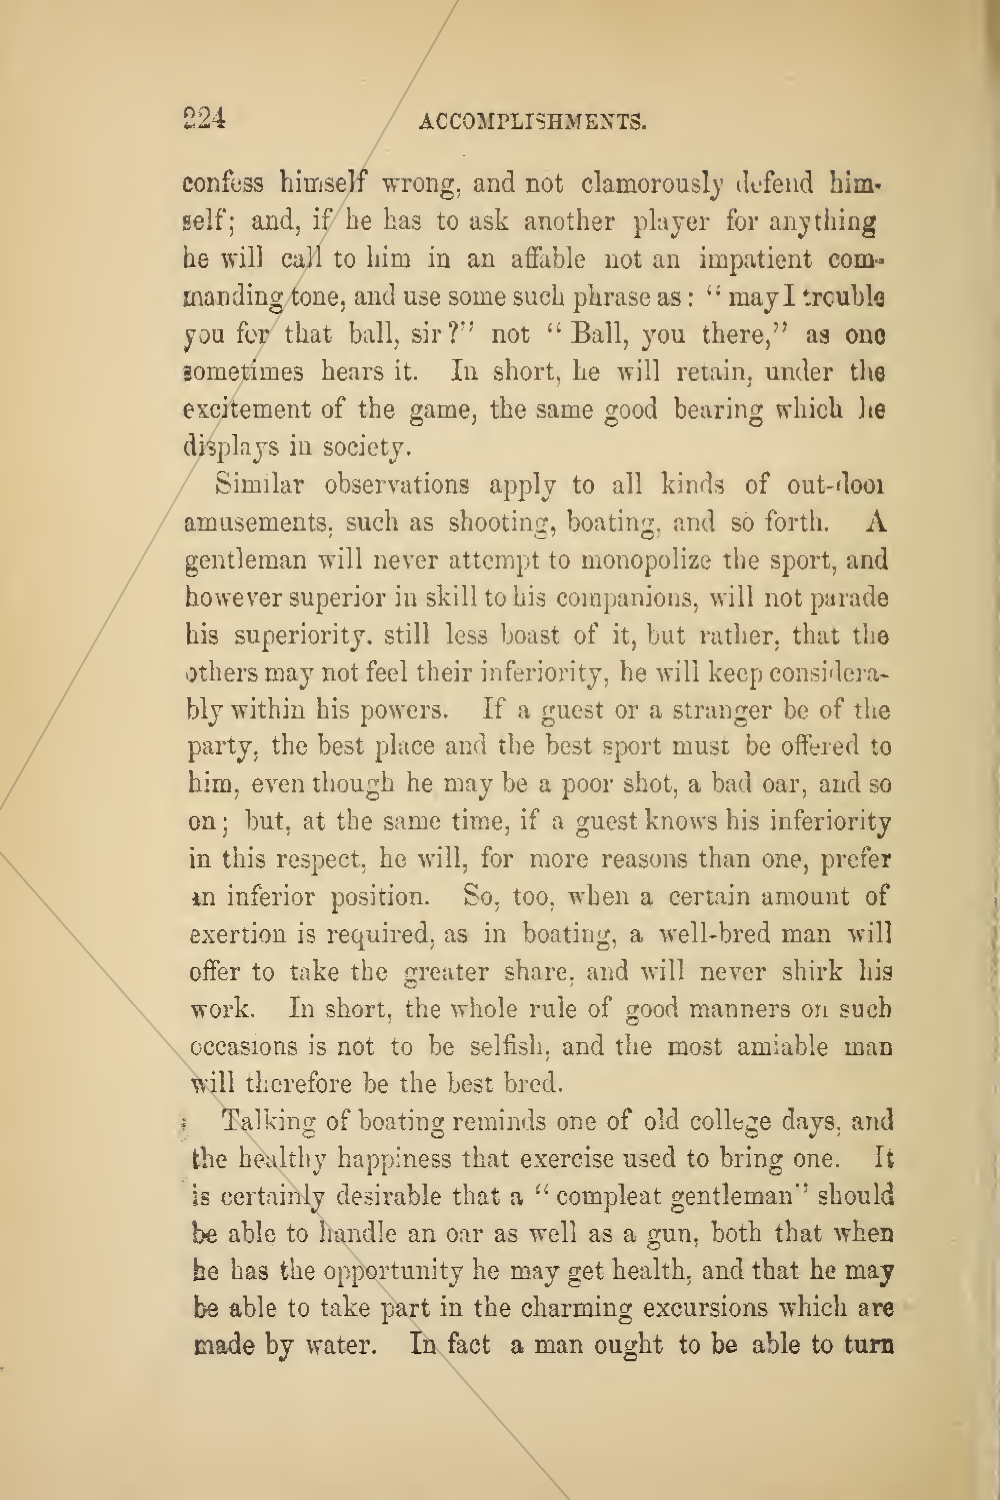 224
ACCOMPLISHMENTS.
confess himself wrong, and not clamorously defend him-
self; and, if he has to ask another player for anything
he will call to him in an affable not an impatient com-
manding tone, and use some such phrase as: “may I trouble
you for that ball, sir?” not “Ball, you there,” as one
sometimes hears it. In short, he will retain, under the
excitement of the game, the same good bearing which he
displays in society.
Similar observations apply to all kinds of out-door
amusements, such as shooting, boating, and so forth. A
gentleman will never attempt to monopolize the sport, and
however superior in skill to his companions, will not parade
his superiority, still less boast of it, but rather, that the
others may not feel their inferiority, he will keep considera-
bly within his powers. If a guest or a stranger be of the
party, the best place and the best sport must be offered to
him, even though he may be a poor shot, a bad oar, and so
on; but, at the same time, if a guest knows his inferiority
in this respect, he will, for more reasons than one, prefer
an inferior position. So, too, when a certain amount of
exertion is required, as in boating, a well-bred man will
offer to take the greater share, and will never shirk his
work. In short, the whole rule of good manners on such
occasions is not to be selfish, and the most amiable man
will therefore be the best bred.
Talking of boating reminds one of old college days, and
the healthy happiness that exercise used to bring one. It
is certainly desirable that a “compleat gentleman” should
be able to handle an oar as well as a gun, both that when
he has the opportunity he may get health, and that he may
be able to take part in the charming excursions which are
made by water. In fact a man ought to be able to turn